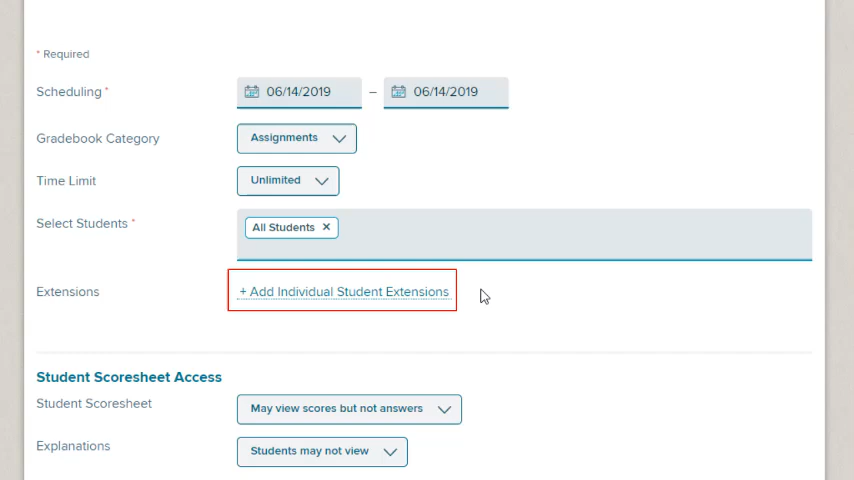 * Required
Scheduling * 06/14/2019 – 06/14/2019
Gradebook Category Assignments
Time Limit Unlimited
Select Students * All Students ×
Extensions + Add Individual Student Extensions
Student Scoresheet Access
Student Scoresheet May view scores but not answers
Explanations Students may not view